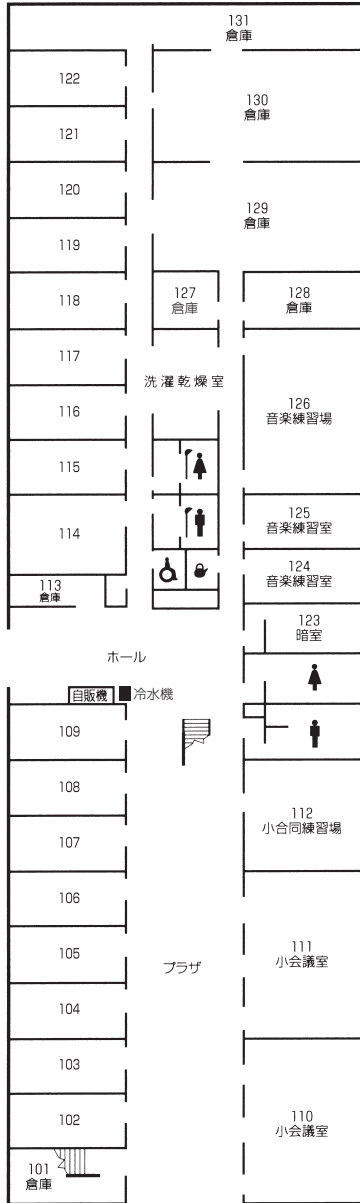 131
倉庫
122
130
倉庫
121
120
129
倉庫
119
127
倉庫
128
倉庫
118
117
洗濯乾燥室
126
音楽練習場
116
115
125
音楽練習室
114
124
音楽練習室
113
倉庫
123
暗室
ホール
自販機
冷水機
109
108
112
小合同練習場
107
106
111
小会議室
105
プラザ
104
103
102
110
小会議室
101
倉庫